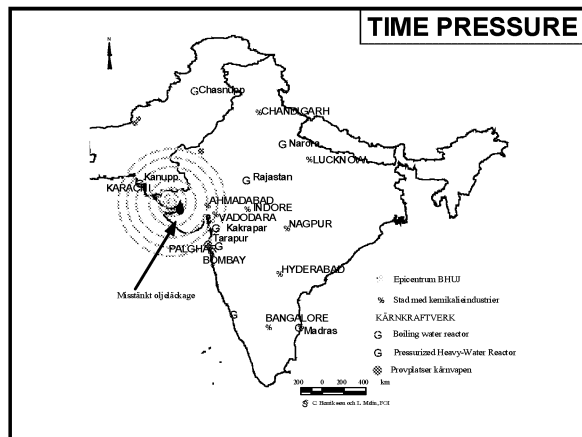 TIME PRESSURE
Chasnupp
CHANDIGARH
Narora
LUCKNOW
Kanupp
KARACHI
Rajastan
AHMADABAD
INDORE
VADODARA
Kakrapar
NAGPUR
Tarapur
PALGHAR
BOMBAY
HYDERABAD
Misstänkt oljeläckage
BANGALORE
Madras
Epicentrum BHUJ
Stad med kemikalieindustrier
KÄRNKRAFTVERK
Boiling water reactor
Pressurized Heavy-Water Reactor
Provplatser kärnvapen
200 0 200 400 km